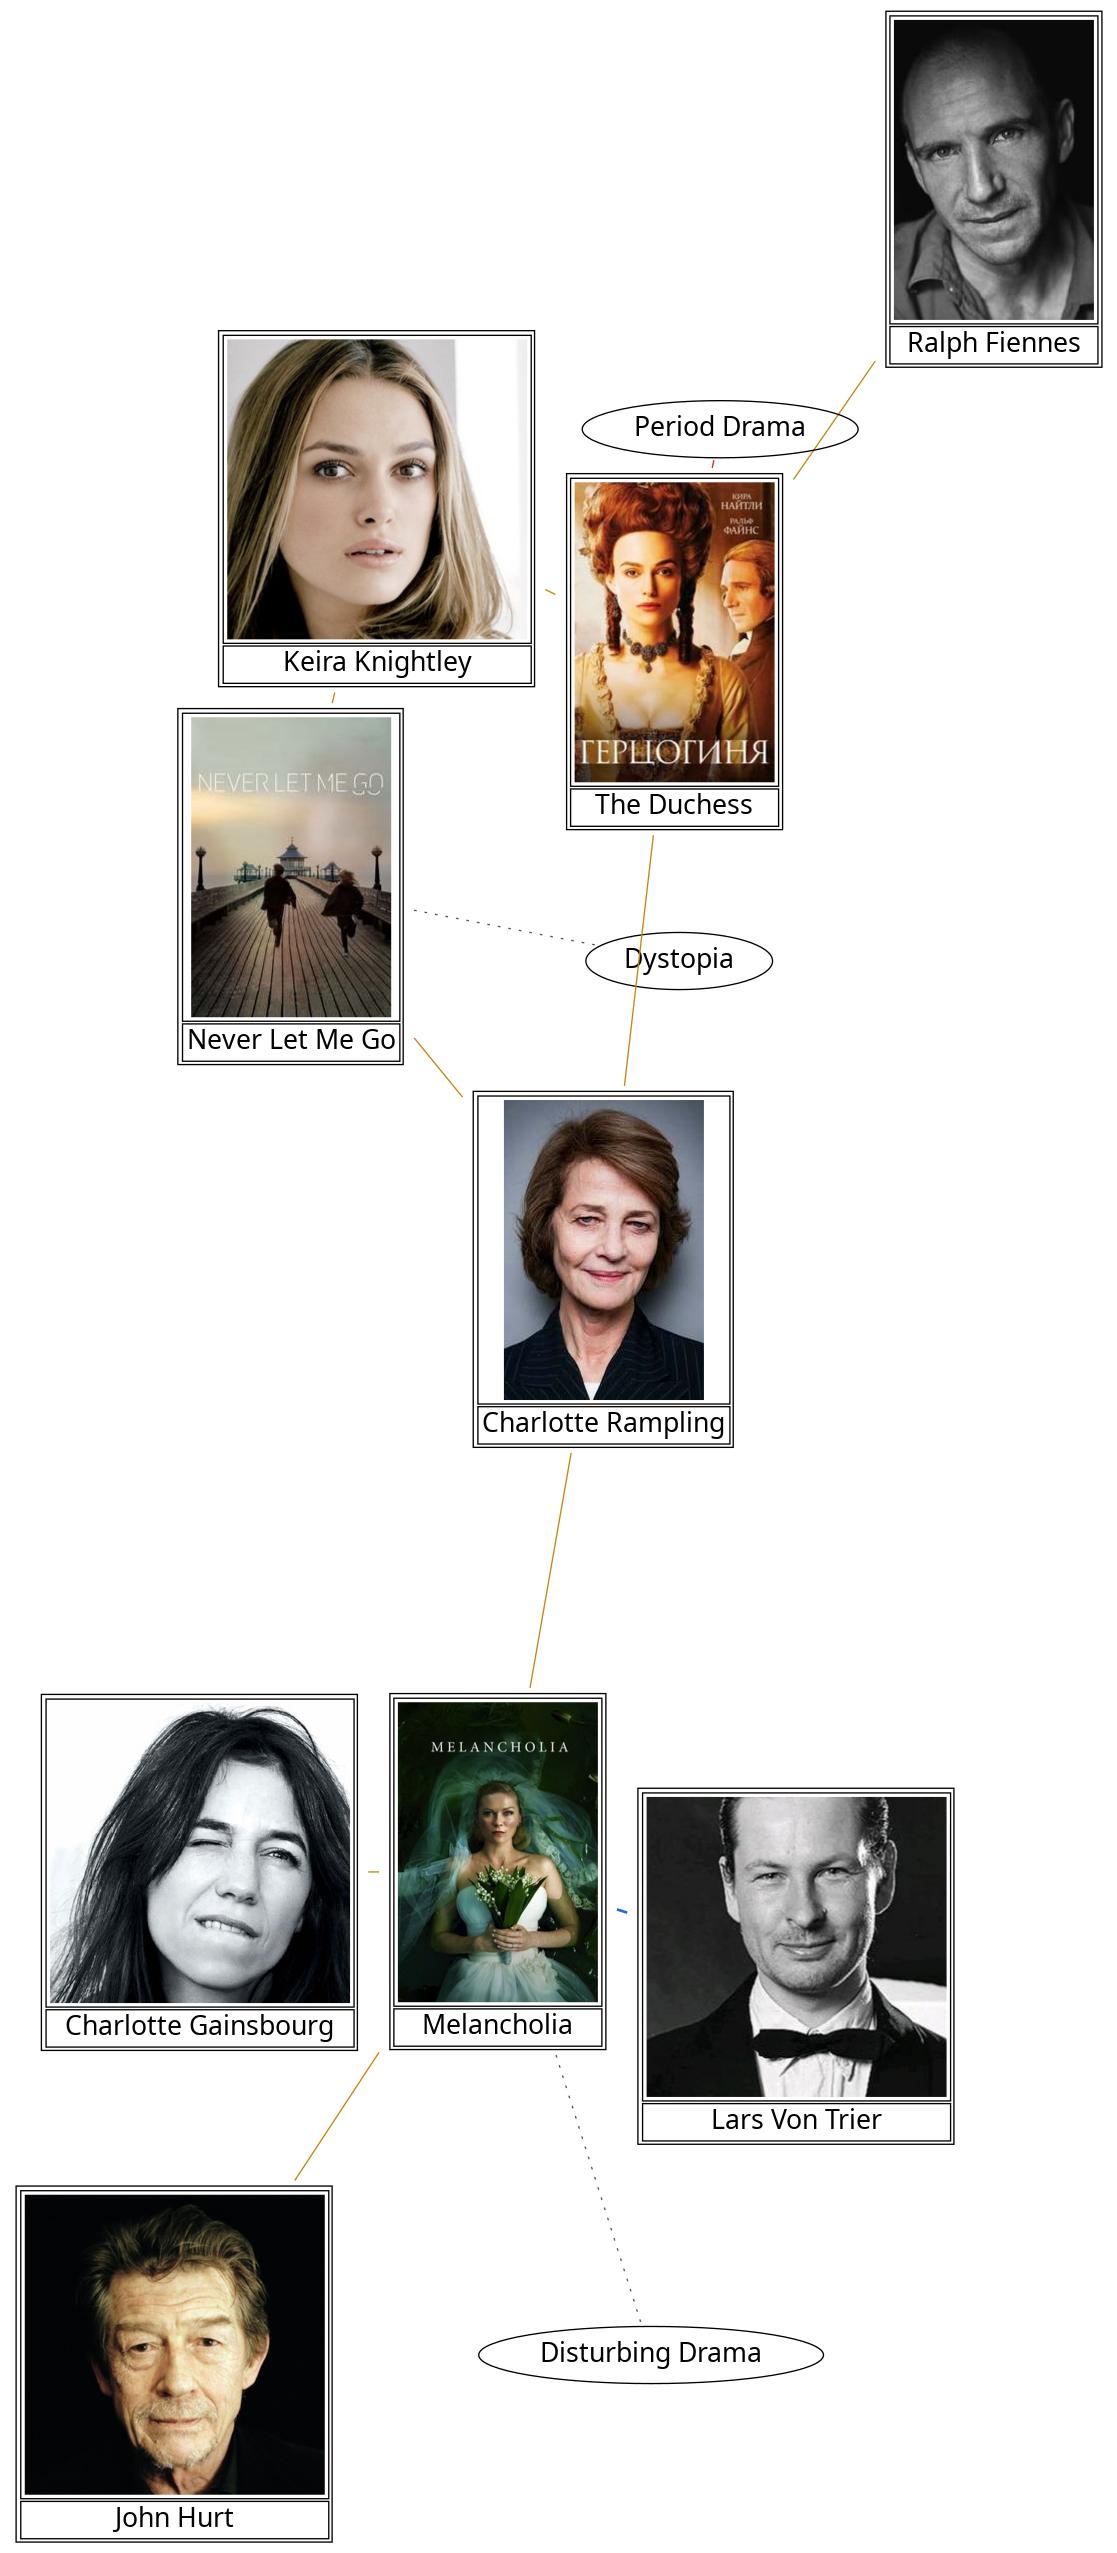 Ralph Fiennes
Period Drama
Keira Knightley
КИРА
НАЙТЛИ
РАЛЬФ
ФАЙНС
ГЕРЦОГИНЯ
The Duchess
NEVER LET ME GO
Never Let Me Go
Dystopia
Charlotte Rampling
MELANCHOLIA
Charlotte Gainsbourg
Melancholia
Lars Von Trier
Disturbing Drama
John Hurt